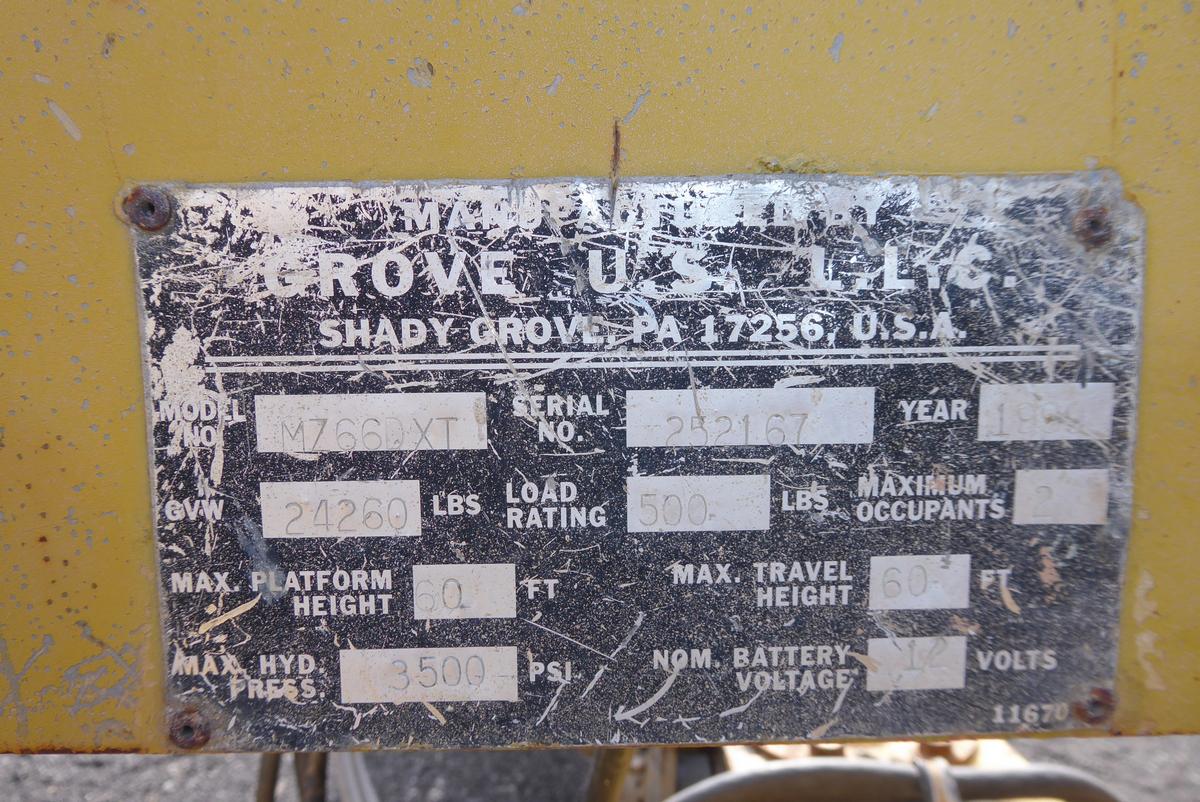 MANUFACTURED BY
GROVE U.S. L.L.C.
SHADY GROVE, PA 17256, U.S.A.
MODEL NO. MZ66DXT SERIAL NO. 252167 YEAR
GVW 24260 LBS LOAD RATING 500 LBS MAXIMUM OCCUPANTS 2
MAX. PLATFORM HEIGHT 60 FT MAX. TRAVEL HEIGHT 60 FT
MAX. HYD. PRESS. 3500 PSI NOM. BATTERY VOLTAGE 12 VOLTS
11670